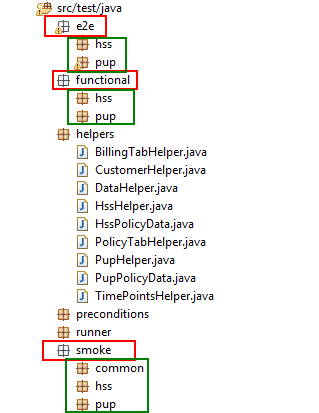 src/test/java
e2e
hss
pup
functional
hss
pup
helpers
BillingTabHelper.java
CustomerHelper.java
DataHelper.java
HssHelper.java
HssPolicyData.java
PolicyTabHelper.java
PupHelper.java
PupPolicyData.java
TimePointsHelper.java
preconditions
runner
smoke
common
hss
pup